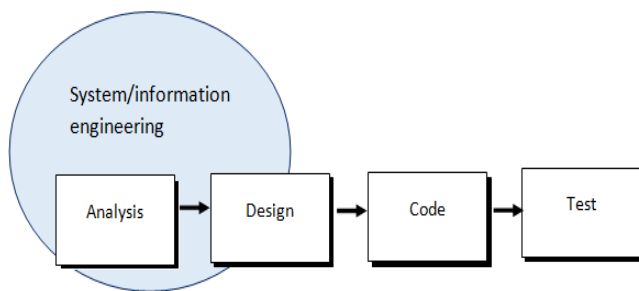 System/information
engineering
Analysis
Design
Code
Test